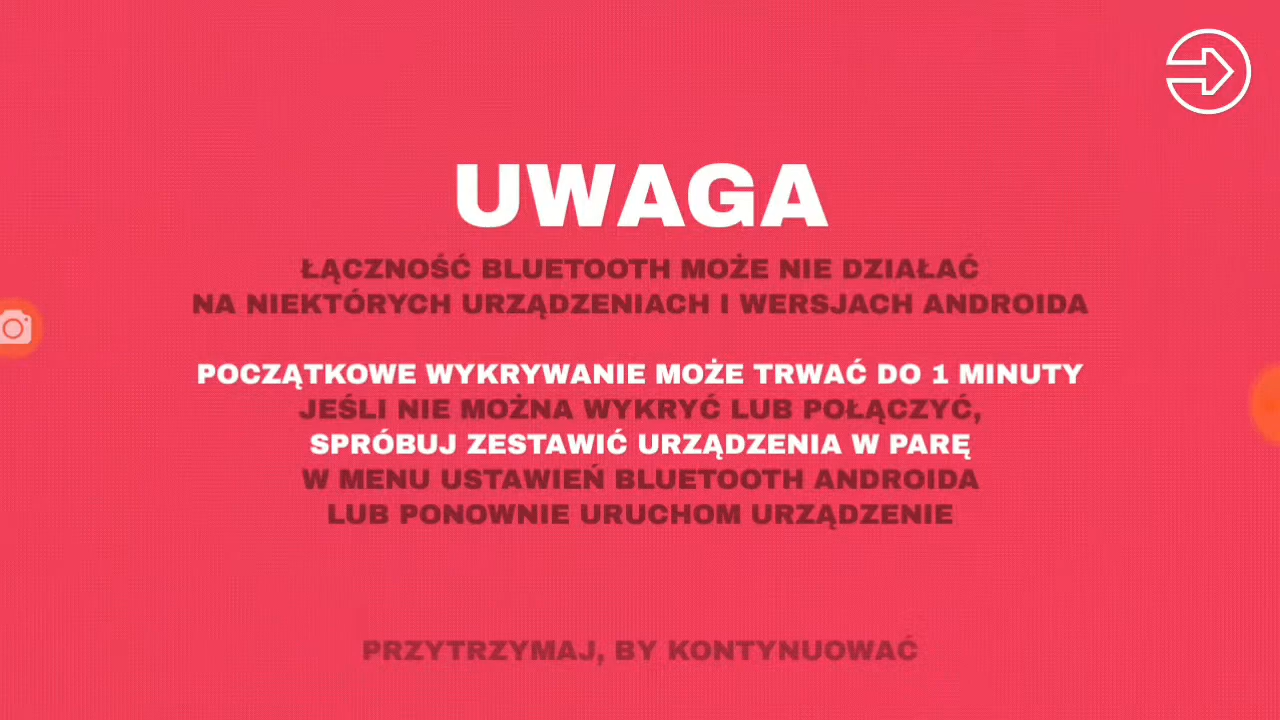 UWAGA
ŁĄCZNOŚĆ BLUETOOTH MOŻE NIE DZIAŁAĆ
NA NIEKTÓRYCH URZĄDZENIACH I WERSJACH ANDROIDA
POCZĄTKOWE WYKRYWANIE MOŻE TRWAĆ DO 1 MINUTY
JEŚLI NIE MOŻNA WYKRYĆ LUB POŁĄCZYĆ,
SPRÓBUJ ZESTAWIĆ URZĄDZENIA W PARĘ
W MENU USTAWIEŃ BLUETOOTH ANDROIDA
LUB PONOWNIE URUCHOM URZĄDZENIE
PRZYTRZYMAJ, BY KONTYNUOWAĆ